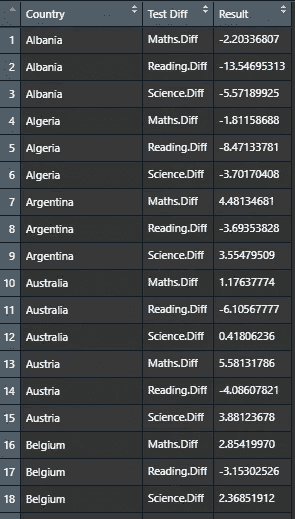 Country Test Diff Result
1 Albania Maths.Diff -2.20336807
2 Albania Reading.Diff -13.54695313
3 Albania Science.Diff -5.57189925
4 Algeria Maths.Diff -1.81158688
5 Algeria Reading.Diff -8.47133781
6 Algeria Science.Diff -3.70170408
7 Argentina Maths.Diff 4.48134681
8 Argentina Reading.Diff -3.69353828
9 Argentina Science.Diff 3.55479509
10 Australia Maths.Diff 1.17637774
11 Australia Reading.Diff -6.10567777
12 Australia Science.Diff 0.41806236
13 Austria Maths.Diff 5.58131786
14 Austria Reading.Diff -4.08607821
15 Austria Science.Diff 3.88123678
16 Belgium Maths.Diff 2.85419970
17 Belgium Reading.Diff -3.15302526
18 Belgium Science.Diff 2.36851912